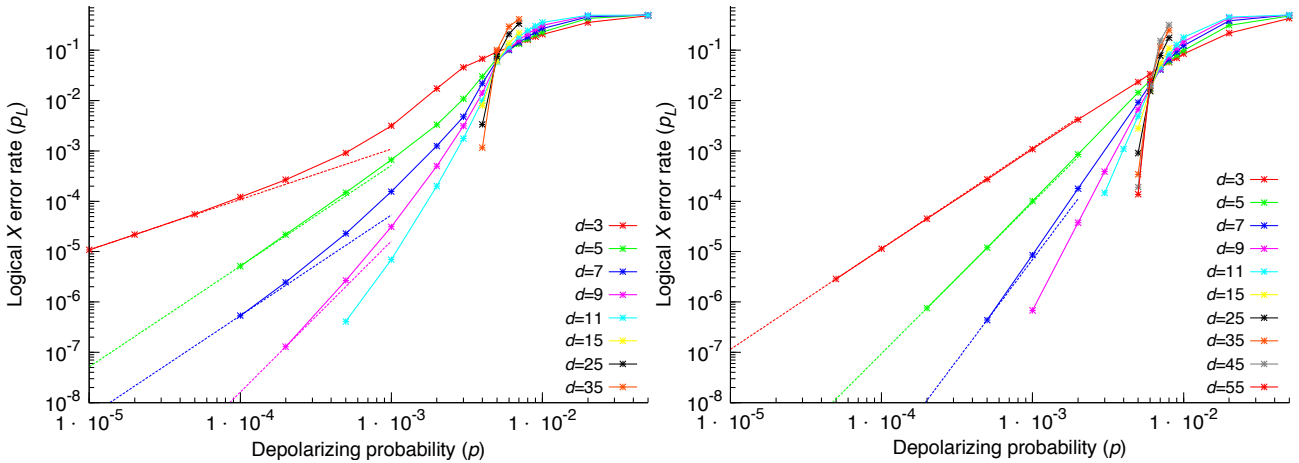 Logical X error rate (pL)
10⁻¹
10⁻²
10⁻³
10⁻⁴
10⁻⁵
10⁻⁶
10⁻⁷
10⁻⁸
1 · 10⁻⁵
1 · 10⁻⁴
1 · 10⁻³
1 · 10⁻²
Depolarizing probability (p)
d=3
d=5
d=7
d=9
d=11
d=15
d=25
d=35
Logical X error rate (pL)
10⁻¹
10⁻²
10⁻³
10⁻⁴
10⁻⁵
10⁻⁶
10⁻⁷
10⁻⁸
1 · 10⁻⁵
1 · 10⁻⁴
1 · 10⁻³
1 · 10⁻²
Depolarizing probability (p)
d=3
d=5
d=7
d=9
d=11
d=15
d=25
d=35
d=45
d=55